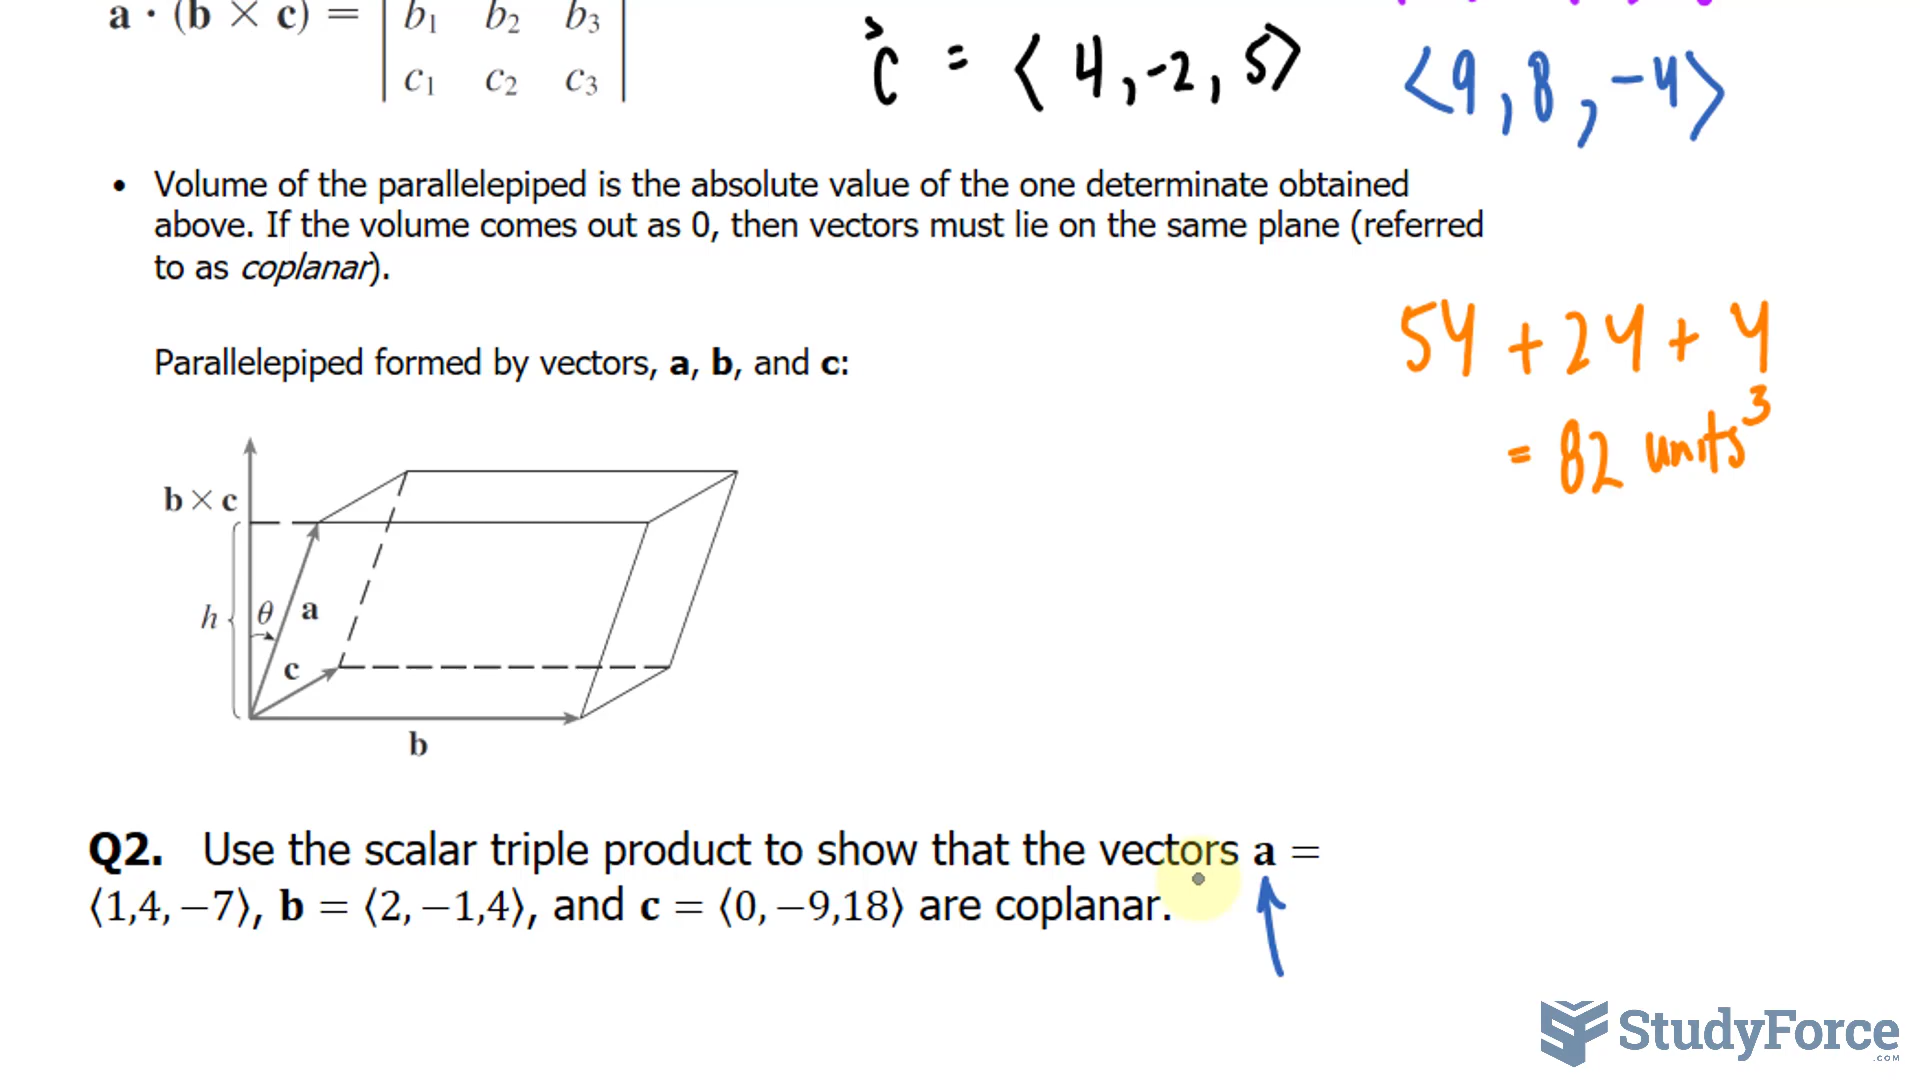 a · (b × c) = | b₁ b₂ b₃
c₁ c₂ c₃ |
c = ⟨4, -2, 5⟩
⟨9, 8, -4⟩
• Volume of the parallelepiped is the absolute value of the one determinate obtained
above. If the volume comes out as 0, then vectors must lie on the same plane (referred
to as coplanar).
54 + 24 + 4
= 82 units³
Parallelepiped formed by vectors, a, b, and c:
b × c
h
θ
a
c
b
Q2. Use the scalar triple product to show that the vectors a =
⟨1,4, −7⟩, b = ⟨2, −1,4⟩, and c = ⟨0, −9,18⟩ are coplanar.
StudyForce
.COM